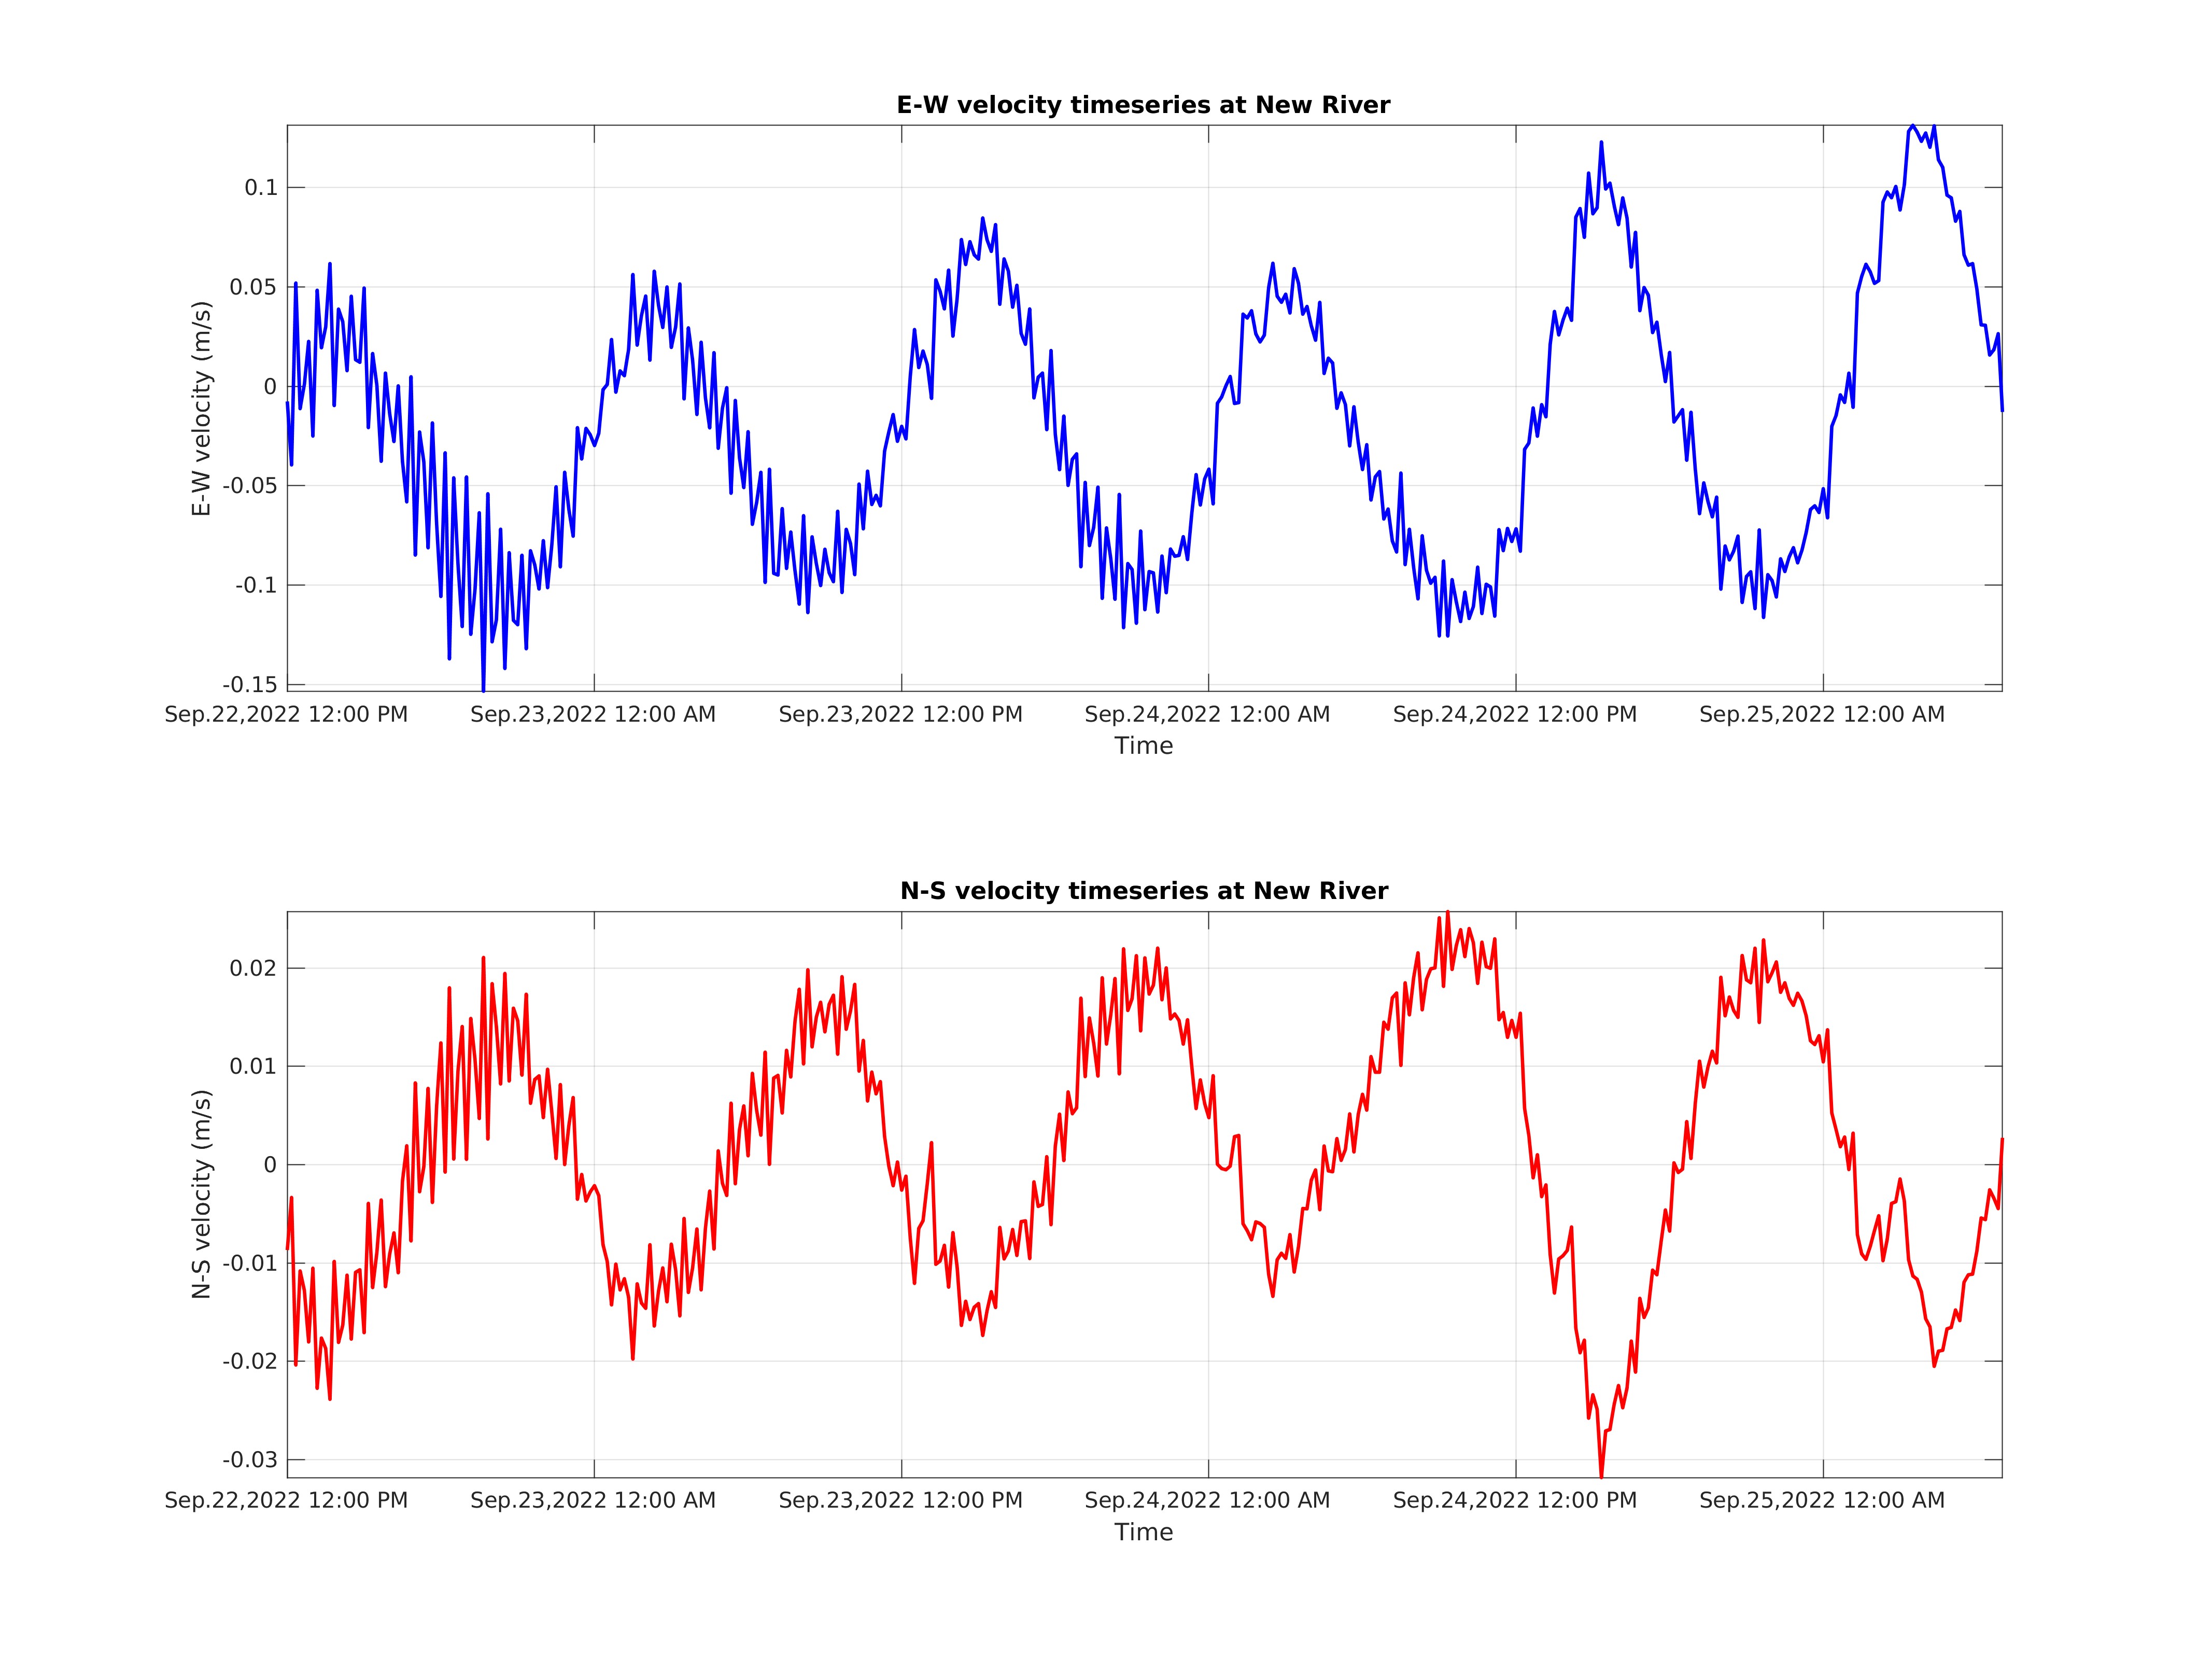 E-W velocity timeseries at New River
E-W velocity (m/s)
0.1
0.05
0
-0.05
-0.1
-0.15
Sep.22,2022 12:00 PM Sep.23,2022 12:00 AM Sep.23,2022 12:00 PM Sep.24,2022 12:00 AM Sep.24,2022 12:00 PM Sep.25,2022 12:00 AM
Time
N-S velocity timeseries at New River
N-S velocity (m/s)
0.02
0.01
0
-0.01
-0.02
-0.03
Sep.22,2022 12:00 PM Sep.23,2022 12:00 AM Sep.23,2022 12:00 PM Sep.24,2022 12:00 AM Sep.24,2022 12:00 PM Sep.25,2022 12:00 AM
Time